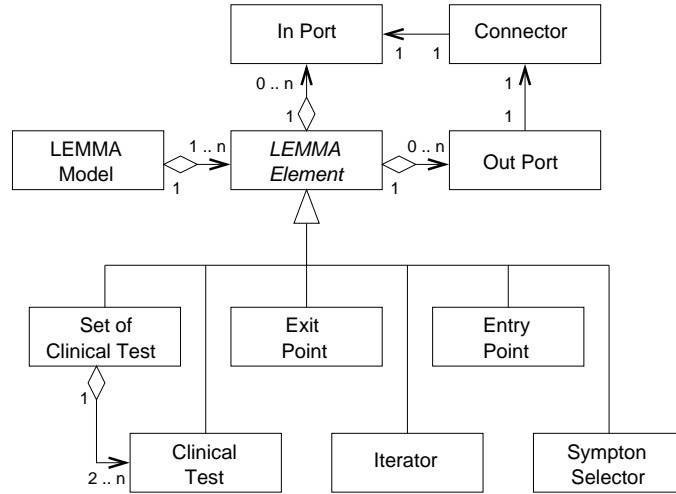 In Port
Connector
1
1
0 .. n
1
1
1
LEMMA
Model
1 .. n
1
LEMMA
Element
0 .. n
1
Out Port
Set of
Clinical Test
Exit
Point
Entry
Point
1
2 .. n
Clinical
Test
Iterator
Sympton
Selector